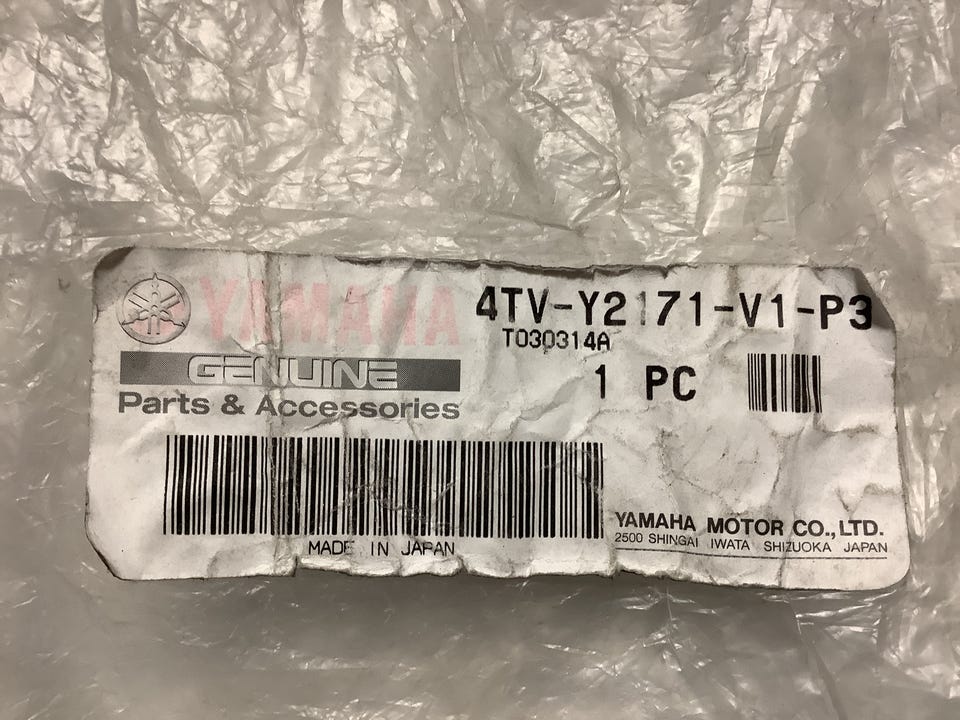 YAMAHA
GENUINE
Parts & Accessories
4TV-Y2171-V1-P3
T030314A
1 PC
MADE IN JAPAN
YAMAHA MOTOR CO.,LTD.
2500 SHINGAI IWATA SHIZUOKA JAPAN